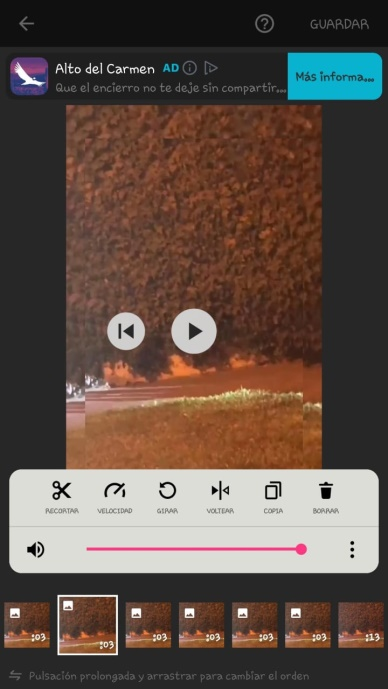 GUARDAR
Alto del Carmen AD
Que el encierro no te deje sin compartir...
Más informa...
RECORTAR VELOCIDAD GIRAR VOLTEAR COPIA BORRAR
:03 :03 :03 :03 :03 :03 :13
Pulsación prolongada y arrastrar para cambiar el orden